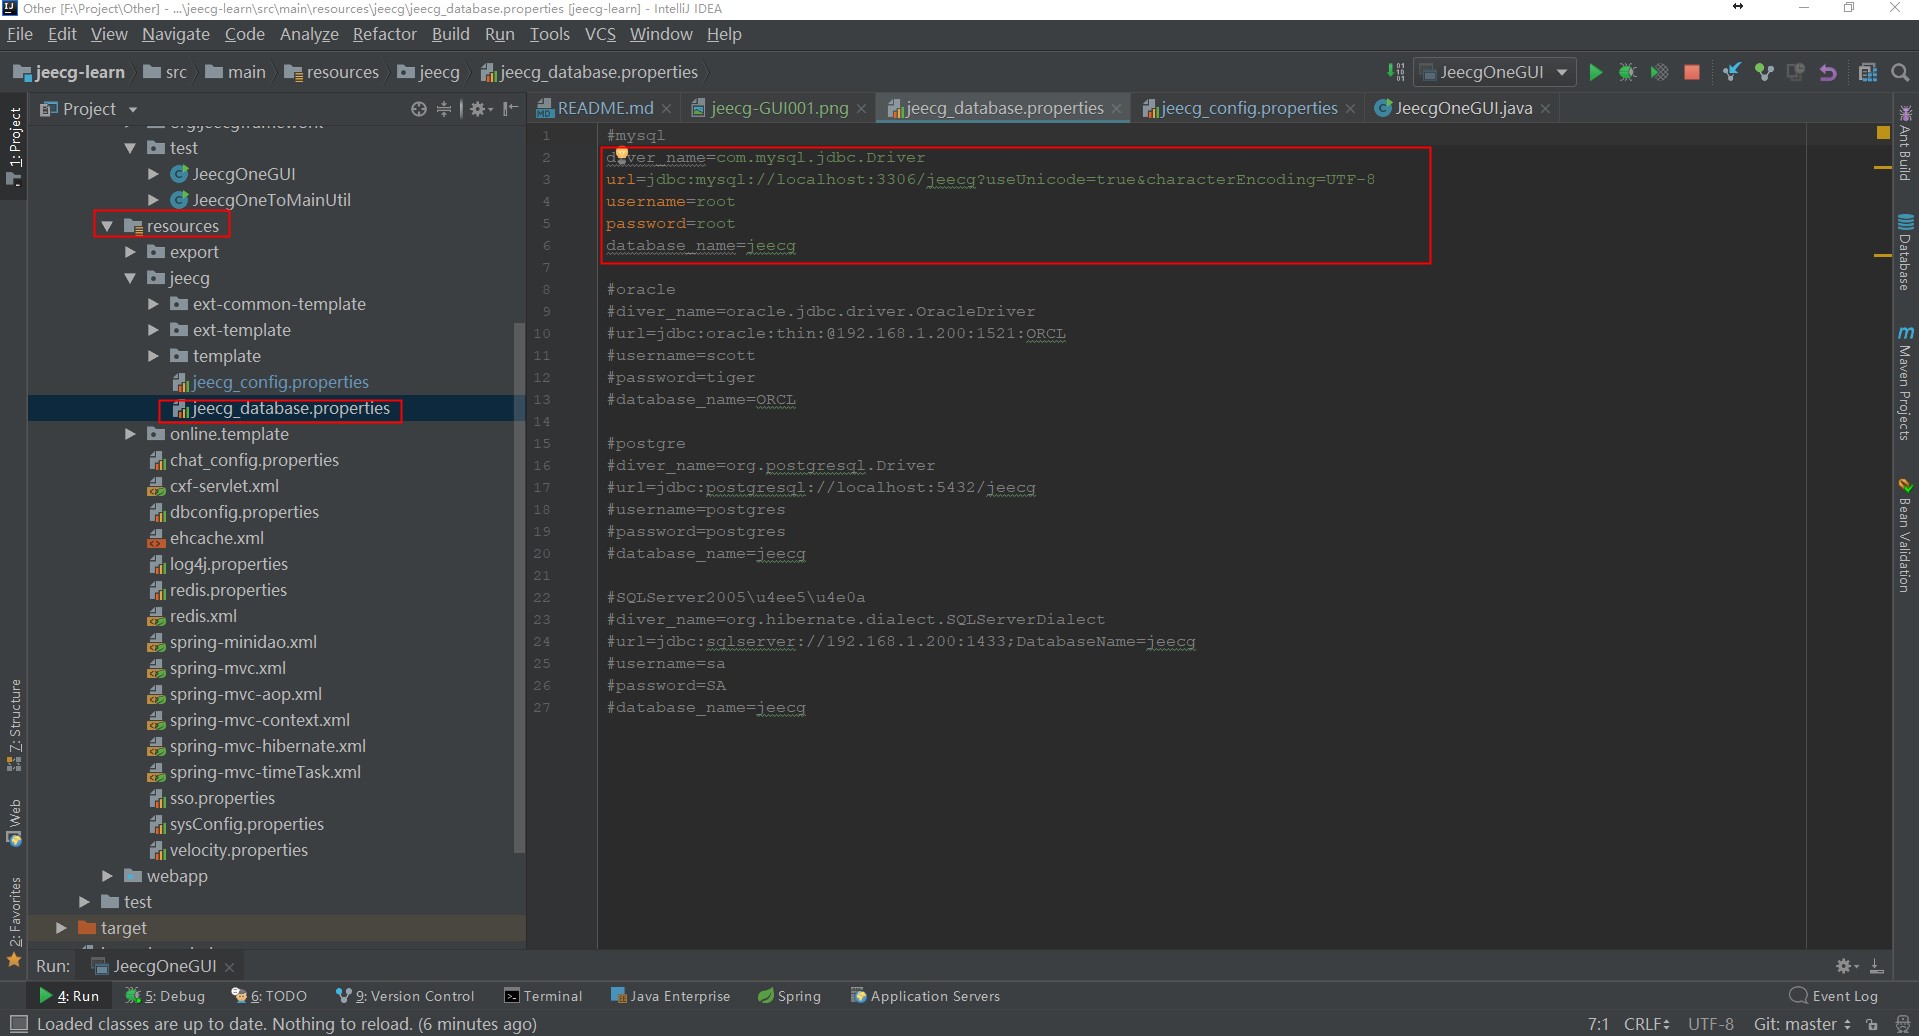 Other [F:\Project\Other] - ...\jeecg-learn\src\main\resources\jeecg\jeecg_database.properties [jeecg-learn] - IntelliJ IDEA
File Edit View Navigate Code Analyze Refactor Build Run Tools VCS Window Help
jeecg-learn src main resources jeecg jeecg_database.properties
JeecgOneGUI
Project
README.md jeecg-GUI001.png jeecg_database.properties jeecg_config.properties JeecgOneGUI.java
1: Project
7: Structure
Web
2: Favorites
test
JeecgOneGUI
JeecgOneToMainUtil
resources
export
jeecg
ext-common-template
ext-template
template
jeecg_config.properties
jeecg_database.properties
online.template
chat_config.properties
cxf-servlet.xml
dbconfig.properties
ehcache.xml
log4j.properties
redis.properties
redis.xml
spring-minidao.xml
spring-mvc.xml
spring-mvc-aop.xml
spring-mvc-context.xml
spring-mvc-hibernate.xml
spring-mvc-timeTask.xml
sso.properties
sysConfig.properties
velocity.properties
webapp
test
target
1 #mysql
2 diver_name=com.mysql.jdbc.Driver
3 url=jdbc:mysql://localhost:3306/jeecg?useUnicode=true&characterEncoding=UTF-8
4 username=root
5 password=root
6 database_name=jeecg
7
8 #oracle
9 #diver_name=oracle.jdbc.driver.OracleDriver
10 #url=jdbc:oracle:thin:@192.168.1.200:1521:ORCL
11 #username=scott
12 #password=tiger
13 #database_name=ORCL
14
15 #postgre
16 #diver_name=org.postgresql.Driver
17 #url=jdbc:postgresql://localhost:5432/jeecg
18 #username=postgres
19 #password=postgres
20 #database_name=jeecg
21
22 #SQLServer2005\u4ee5\u4e0a
23 #diver_name=org.hibernate.dialect.SQLServerDialect
24 #url=jdbc:sqlserver://192.168.1.200:1433;DatabaseName=jeecg
25 #username=sa
26 #password=SA
27 #database_name=jeecg
Ant Build
Database
Maven Projects
Bean Validation
Run: JeecgOneGUI
4: Run 5: Debug 6: TODO 9: Version Control Terminal Java Enterprise Spring Application Servers Event Log
Loaded classes are up to date. Nothing to reload. (6 minutes ago) 7:1 CRLF UTF-8 Git: master